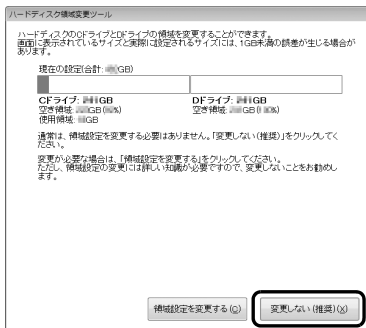 ハードディスク領域変更ツール
ハードディスクのCドライブとDドライブの領域を変更することができます。
画面に表示されているサイズと実際に設定されるサイズには、1GB未満の誤差が生じる場合が
あります。
現在の設定(合計: GB)
Cドライブ: GB
空き領域: GB( %)
使用領域: GB
Dドライブ: GB
空き領域: GB( %)
通常は、領域設定を変更する必要はありません。「変更しない(推奨)」をクリックしてく
ださい。
変更が必要な場合は、「領域設定を変更する」をクリックしてください。
ただし、領域設定の変更には詳しい知識が必要ですので、変更しないことをお勧めし
ます。
領域設定を変更する(C)
変更しない(推奨)(X)